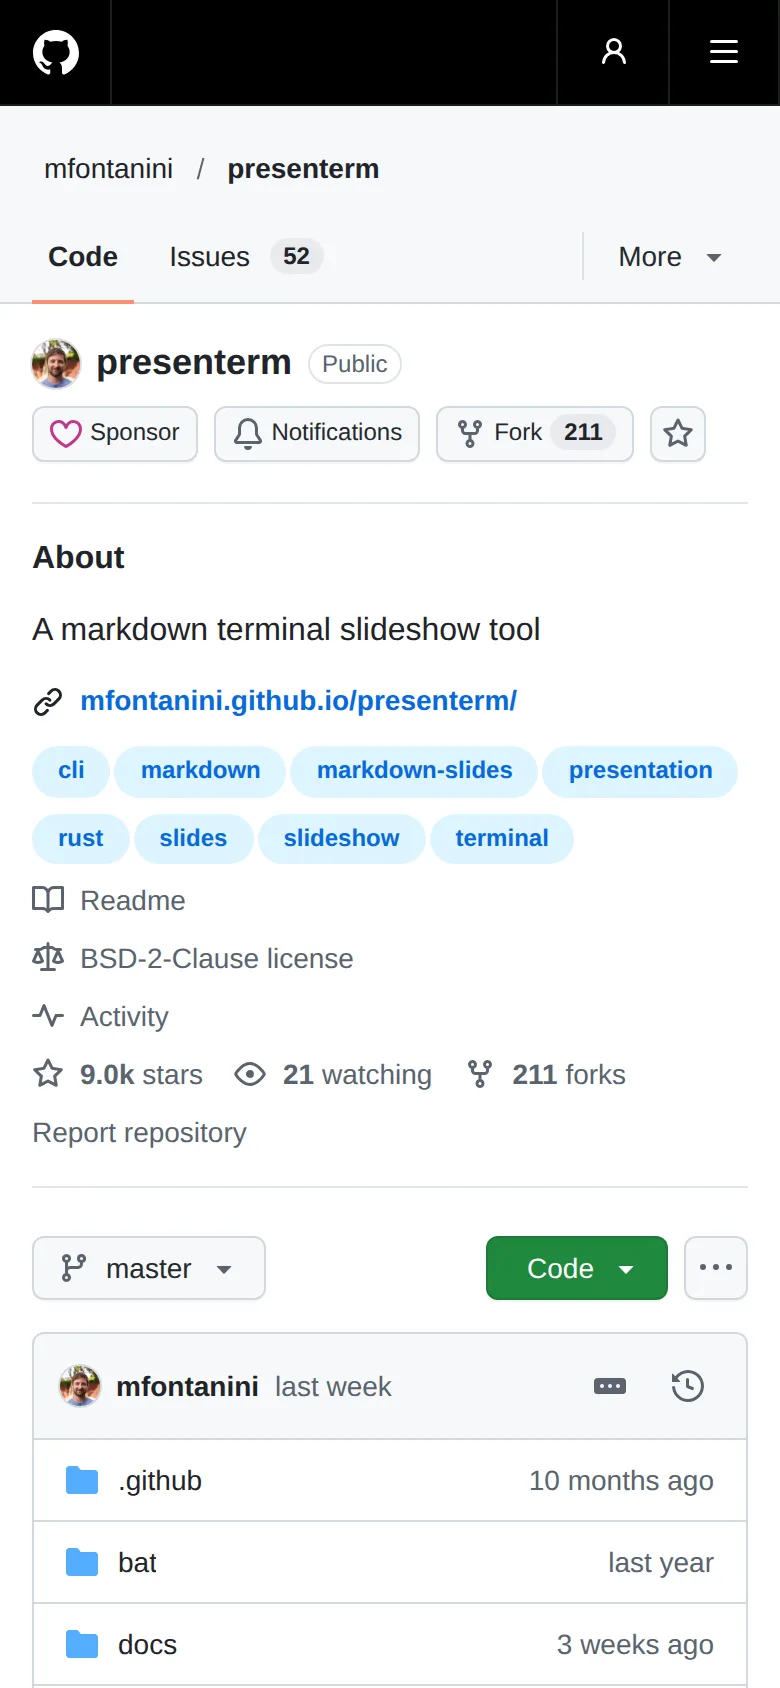 mfontanini / presenterm
Code Issues 52 More
presenterm Public
Sponsor Notifications Fork 211
About
A markdown terminal slideshow tool
mfontanini.github.io/presenterm/
cli markdown markdown-slides presentation
rust slides slideshow terminal
Readme
BSD-2-Clause license
Activity
9.0k stars 21 watching 211 forks
Report repository
master Code
mfontanini last week
.github 10 months ago
bat last year
docs 3 weeks ago